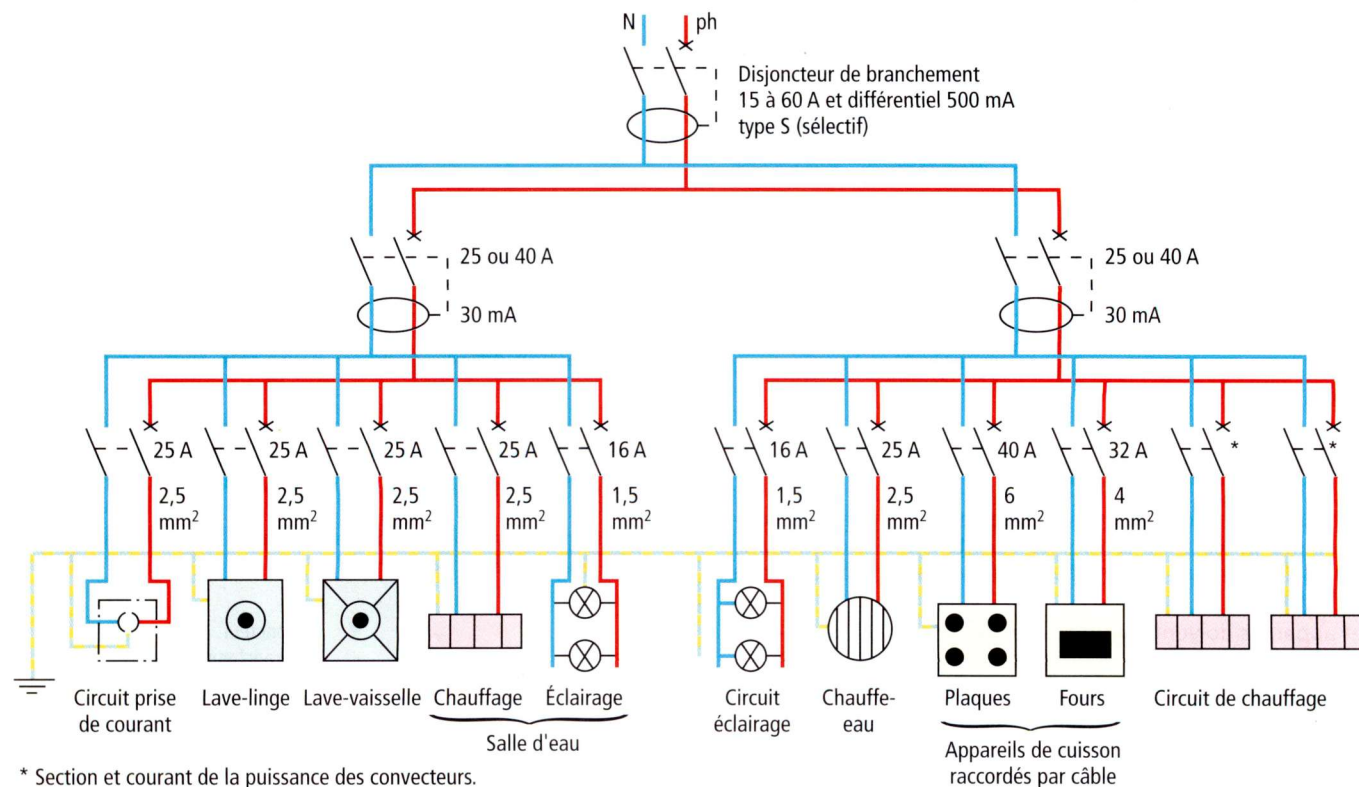 N ph
Disjoncteur de branchement
15 à 60 A et différentiel 500 mA
type S (sélectif)
25 ou 40 A
30 mA
25 ou 40 A
30 mA
25 A 25 A 25 A 25 A 16 A 16 A 25 A 40 A 32 A * *
2,5 2,5 2,5 2,5 1,5 1,5 2,5 6 4
mm² mm² mm² mm² mm² mm² mm² mm² mm²
Circuit prise
de courant
Lave-linge
Lave-vaisselle
Chauffage
Éclairage
Salle d'eau
Circuit
éclairage
Chauffe-
eau
Plaques
Fours
Appareils de cuisson
raccordés par câble
Circuit de chauffage
* Section et courant de la puissance des convecteurs.